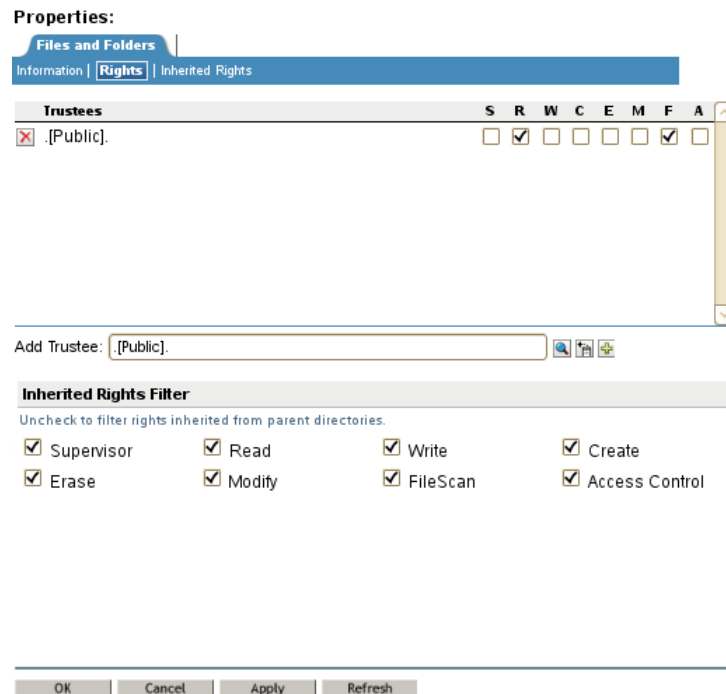 Properties:
Files and Folders
Information | Rights | Inherited Rights
Trustees S R W C E M F A
.[Public].
Add Trustee: .[Public].
Inherited Rights Filter
Uncheck to filter rights inherited from parent directories.
Supervisor Read Write Create
Erase Modify FileScan Access Control
OK Cancel Apply Refresh